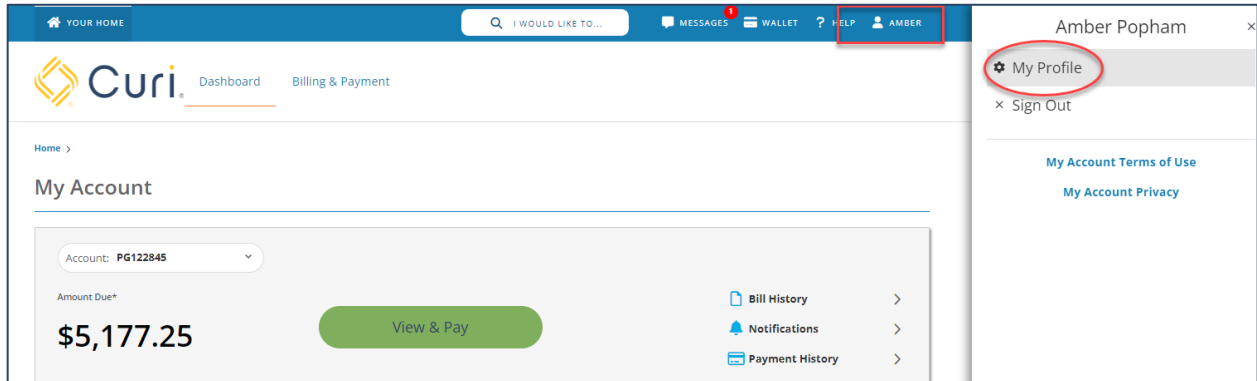 YOUR HOME
I WOULD LIKE TO...
MESSAGES 1
WALLET
? HELP
AMBER
Curi®
Dashboard
Billing & Payment
Home >
My Account
Account: PG122845
Amount Due*
$5,177.25
View & Pay
Bill History
Notifications
Payment History
Amber Popham ×
My Profile
× Sign Out
My Account Terms of Use
My Account Privacy